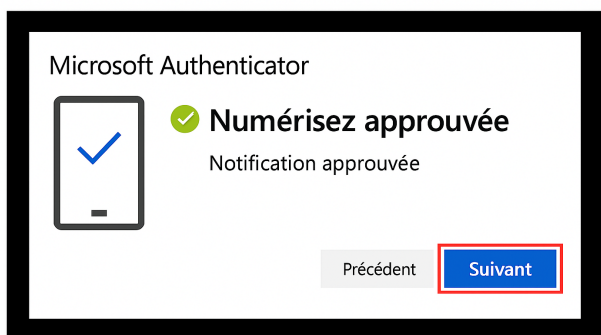 Microsoft Authenticator
Numérisez approuvée
Notification approuvée
Précédent
Suivant